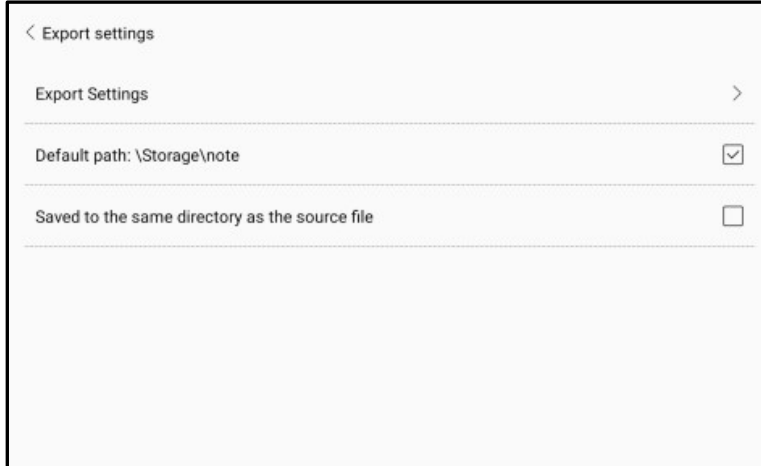 Export settings
Export Settings
Default path: \Storage\note
Saved to the same directory as the source file